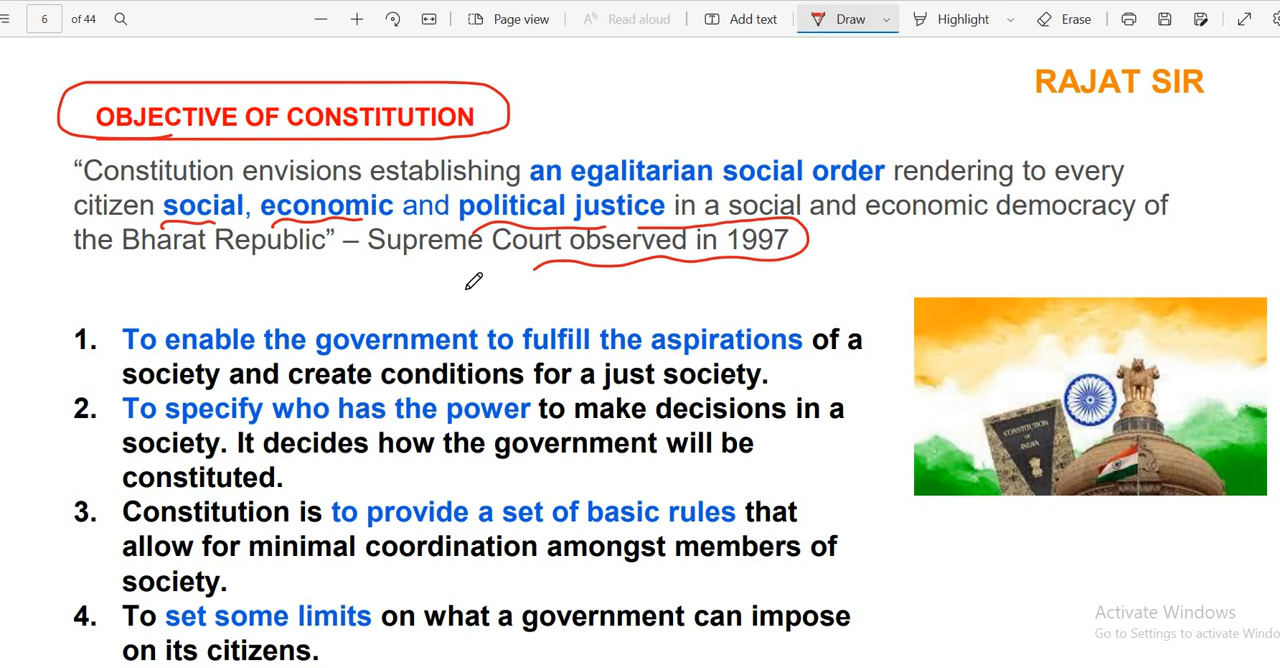 6 of 44 Page view Read aloud Add text Draw Highlight Erase
RAJAT SIR
OBJECTIVE OF CONSTITUTION
“Constitution envisions establishing an egalitarian social order rendering to every
citizen social, economic and political justice in a social and economic democracy of
the Bharat Republic” – Supreme Court observed in 1997
1. To enable the government to fulfill the aspirations of a
society and create conditions for a just society.
2. To specify who has the power to make decisions in a
society. It decides how the government will be
constituted.
3. Constitution is to provide a set of basic rules that
allow for minimal coordination amongst members of
society.
4. To set some limits on what a government can impose
on its citizens.
CONSTITUTION
OF
INDIA
Activate Windows
Go to Settings to activate Windo